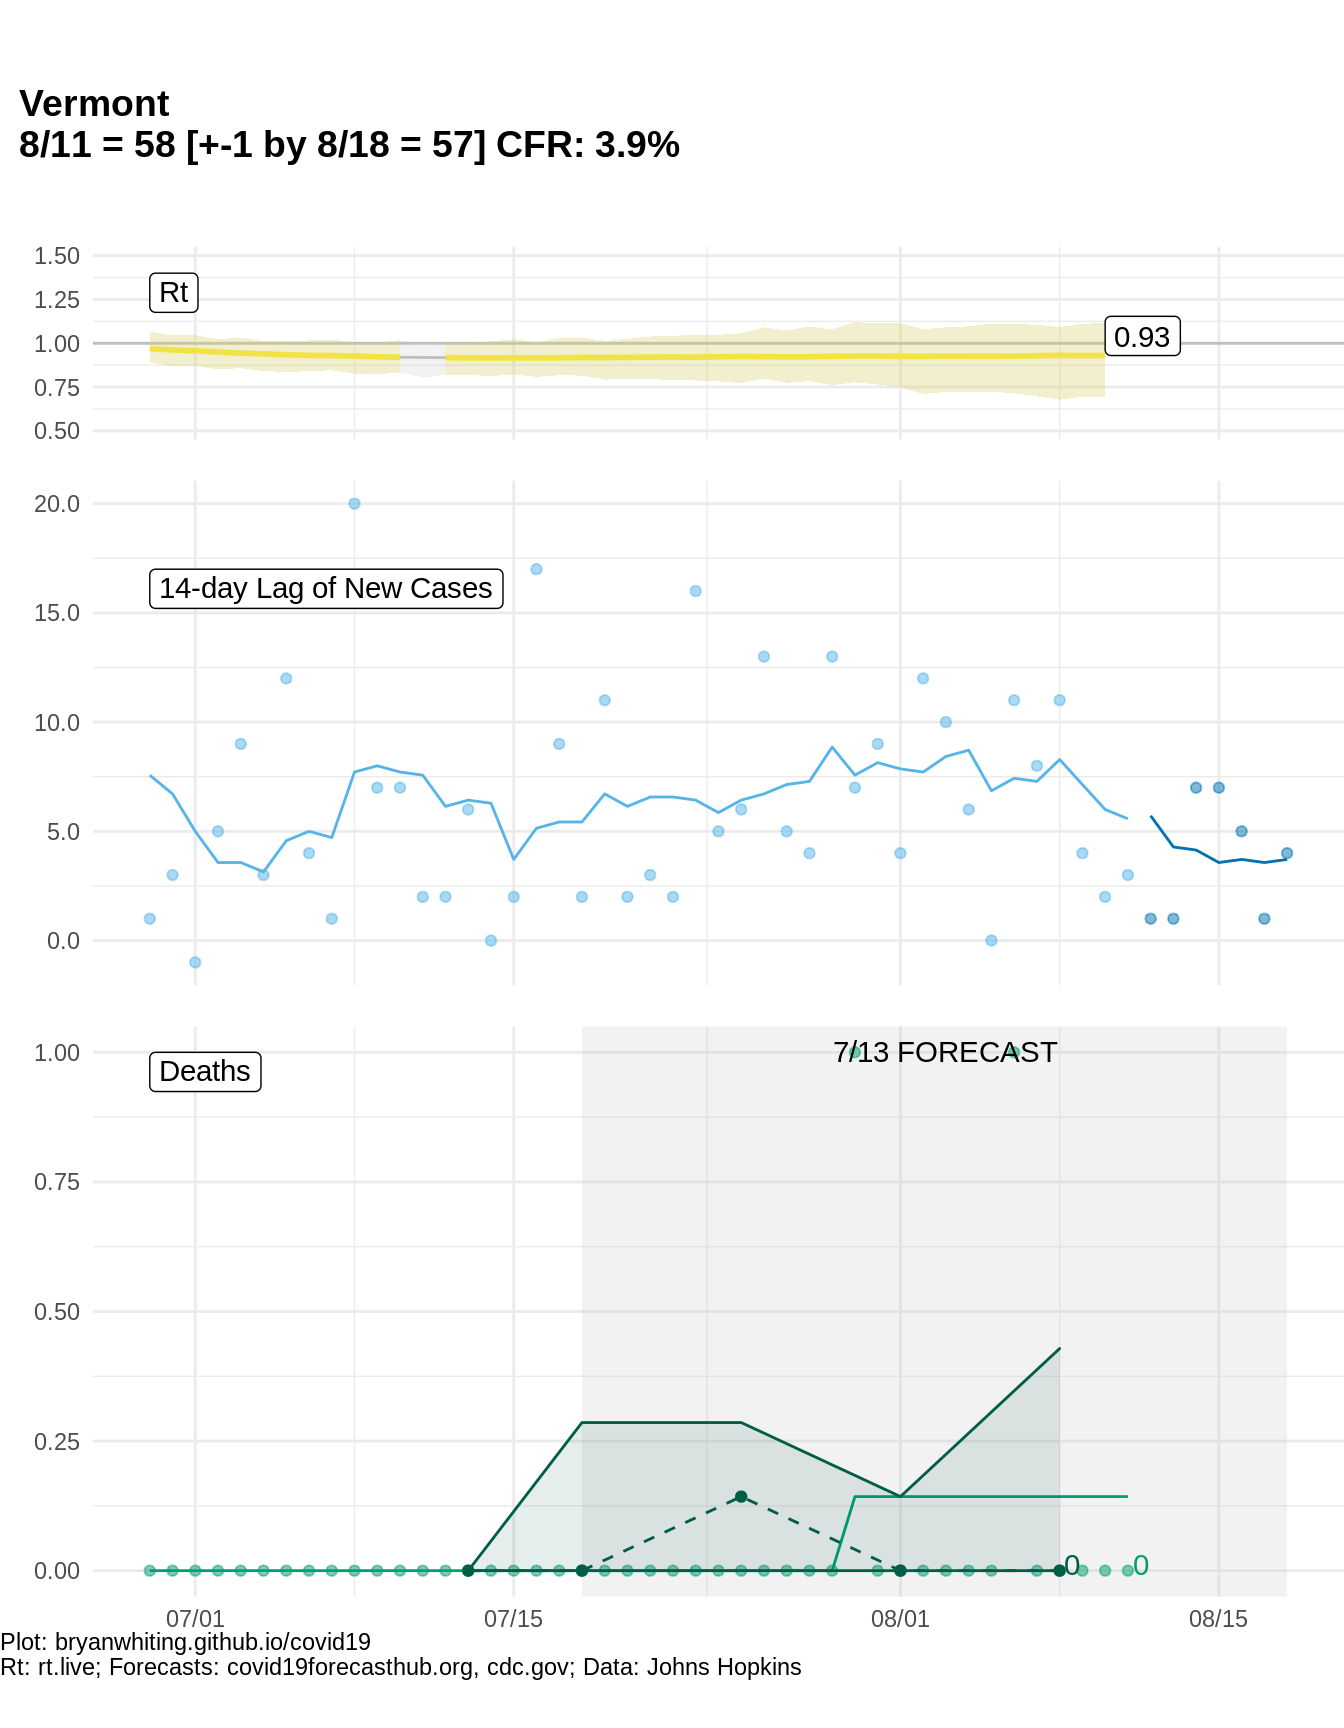 Vermont
8/11 = 58 [+-1 by 8/18 = 57] CFR: 3.9%
1.50
1.25
1.00
0.75
0.50
Rt
0.93
20.0
15.0
10.0
5.0
0.0
14-day Lag of New Cases
1.00
0.75
0.50
0.25
0.00
Deaths
7/13 FORECAST
0
0
07/01
07/15
08/01
08/15
Plot: bryanwhiting.github.io/covid19
Rt: rt.live; Forecasts: covid19forecasthub.org, cdc.gov; Data: Johns Hopkins